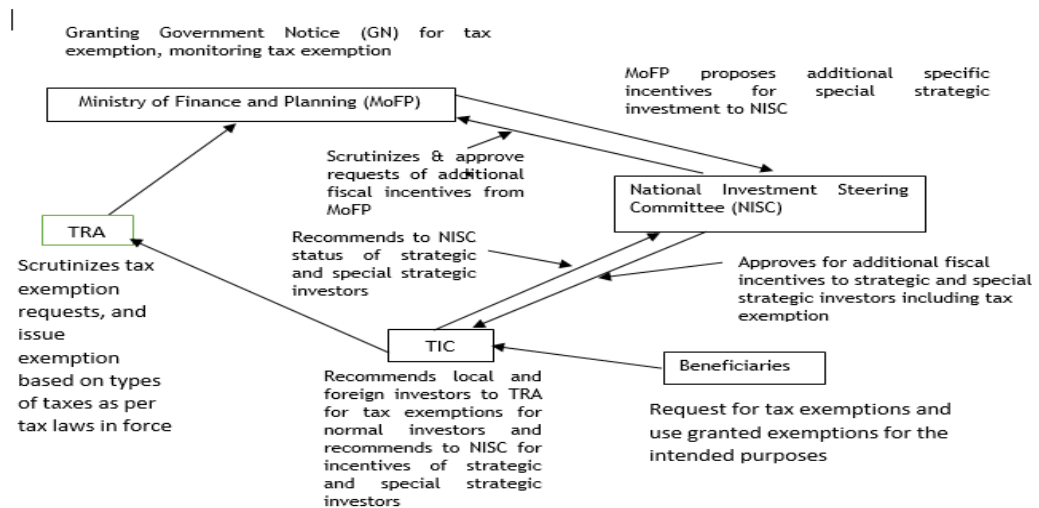 Granting Government Notice (GN) for tax
exemption, monitoring tax exemption
MoFP proposes additional specific
incentives for special strategic
investment to NISC
Ministry of Finance and Planning (MoFP)
Scrutinizes & approve
requests of additional
fiscal incentives from
MoFP
National Investment Steering
Committee (NISC)
TRA
Scrutinizes tax
exemption
requests, and
issue
exemption
based on types
of taxes as per
tax laws in force
Recommends to NISC
status of strategic
and special strategic
investors
Approves for additional fiscal
incentives to strategic and special
strategic investors including tax
exemption
TIC
Recommends local and
foreign investors to TRA
for tax exemptions for
normal investors and
recommends to NISC for
incentives of strategic
and special strategic
investors
Beneficiaries
Request for tax exemptions and
use granted exemptions for the
intended purposes